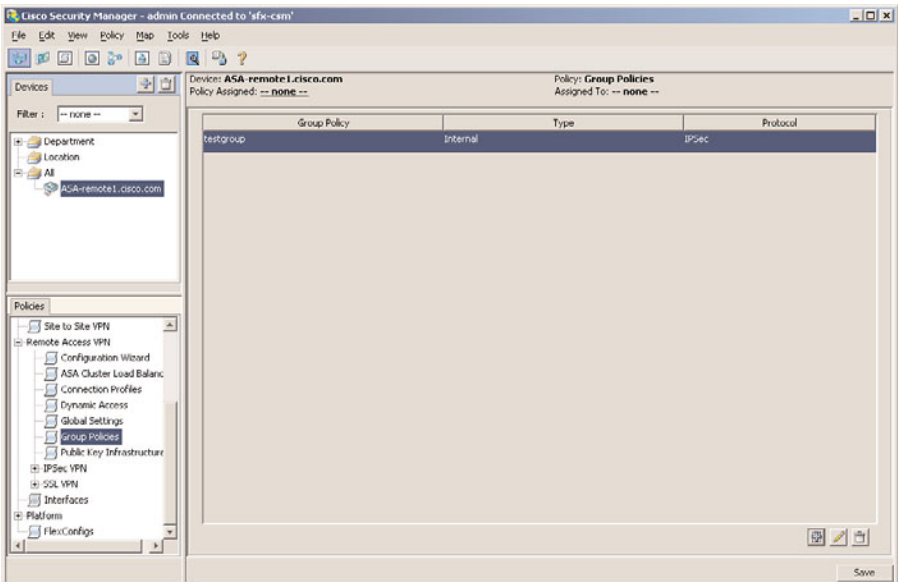 Cisco Security Manager - admin Connected to 'sfx-csm'
File Edit View Policy Map Tools Help
Devices
Filter : -- none --
Department
Location
All
ASA-remote1.cisco.com
Policies
Site to Site VPN
Remote Access VPN
Configuration Wizard
ASA Cluster Load Balanc
Connection Profiles
Dynamic Access
Global Settings
Group Policies
Public Key Infrastructure
IPSec VPN
SSL VPN
Interfaces
Platform
FlexConfigs
Device: ASA-remote1.cisco.com Policy: Group Policies
Policy Assigned: -- none -- Assigned To: -- none --
Group Policy Type Protocol
testgroup Internal IPSec
Save